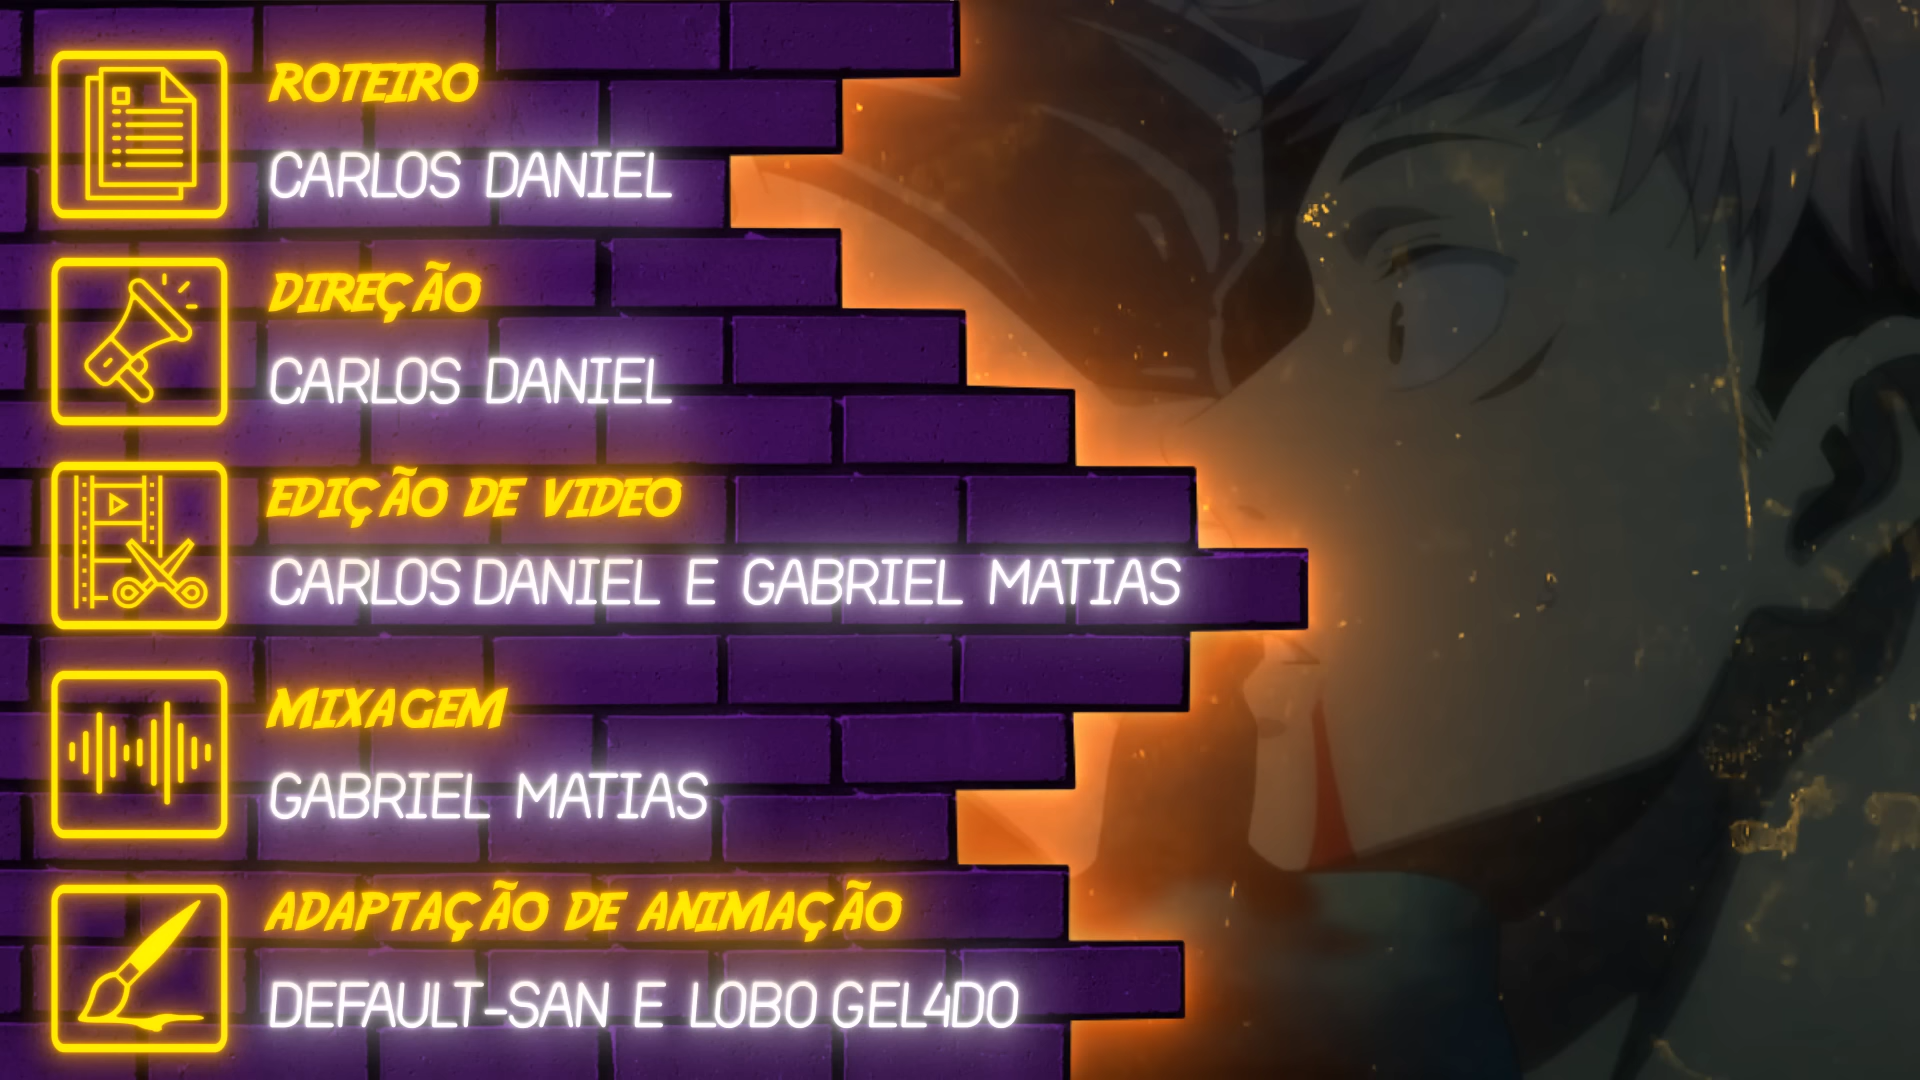 ROTEIRO
CARLOS DANIEL
DIREÇÃO
CARLOS DANIEL
EDIÇÃO DE VIDEO
CARLOS DANIEL E GABRIEL MATIAS
MIXAGEM
GABRIEL MATIAS
ADAPTAÇÃO DE ANIMAÇÃO
DEFAULT-SAN E LOBO GEL4DO